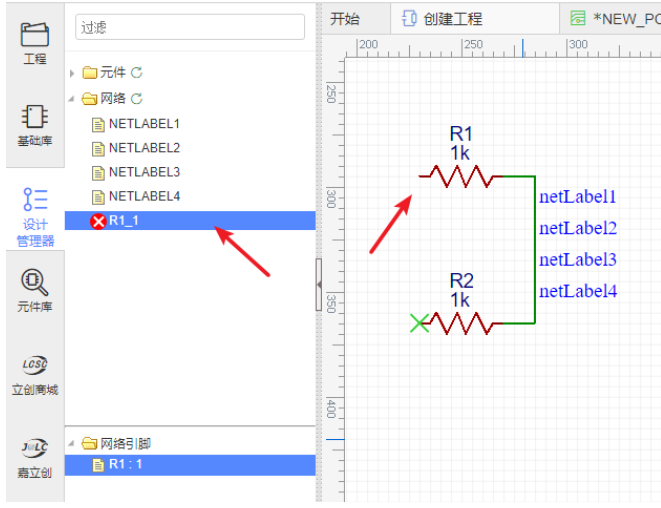 工程
基础库
设计
管理器
元件库
LCSC
立创商城
J@LC
嘉立创
过滤
元件
网络
NETLABEL1
NETLABEL2
NETLABEL3
NETLABEL4
R1_1
网络引脚
R1 : 1
开始
创建工程
*NEW_PC
200
250
300
250
300
350
400
R1
1k
netLabel1
netLabel2
netLabel3
netLabel4
R2
1k